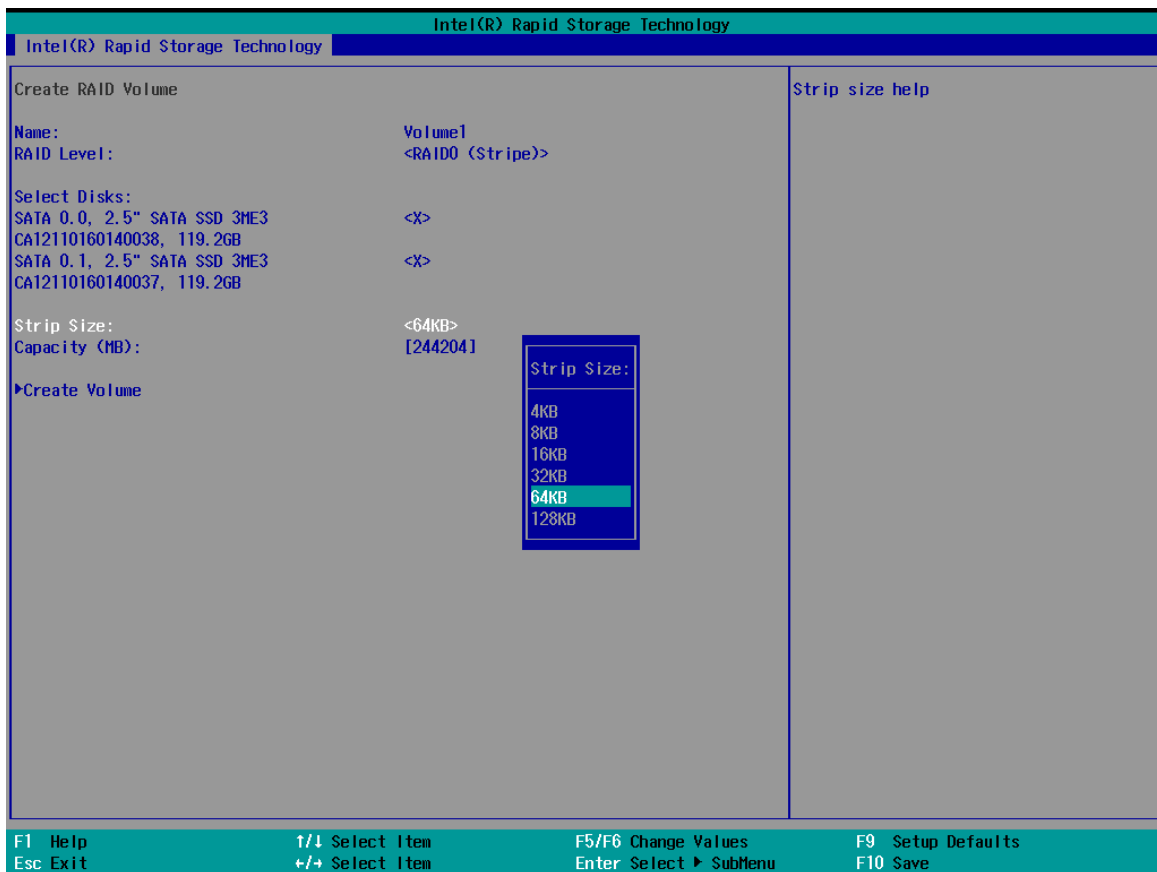 Intel(R) Rapid Storage Technology
Intel(R) Rapid Storage Technology
Create RAID Volume
Strip size help
Name: Volume1
RAID Level: <RAID0 (Stripe)>
Select Disks:
SATA 0.0, 2.5" SATA SSD 3ME3 <X>
CA12110160140038, 119.2GB
SATA 0.1, 2.5" SATA SSD 3ME3 <X>
CA12110160140037, 119.2GB
Strip Size: <64KB>
Capacity (MB): [244204]
▶Create Volume
Strip Size:
4KB
8KB
16KB
32KB
64KB
128KB
F1 Help ↑/↓ Select Item F5/F6 Change Values F9 Setup Defaults
Esc Exit ←/→ Select Item Enter Select ▶ SubMenu F10 Save